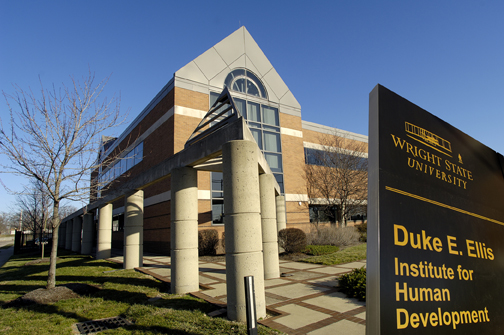 WRIGHT STATE
UNIVERSITY
Duke E. Ellis
Institute for
Human
Development